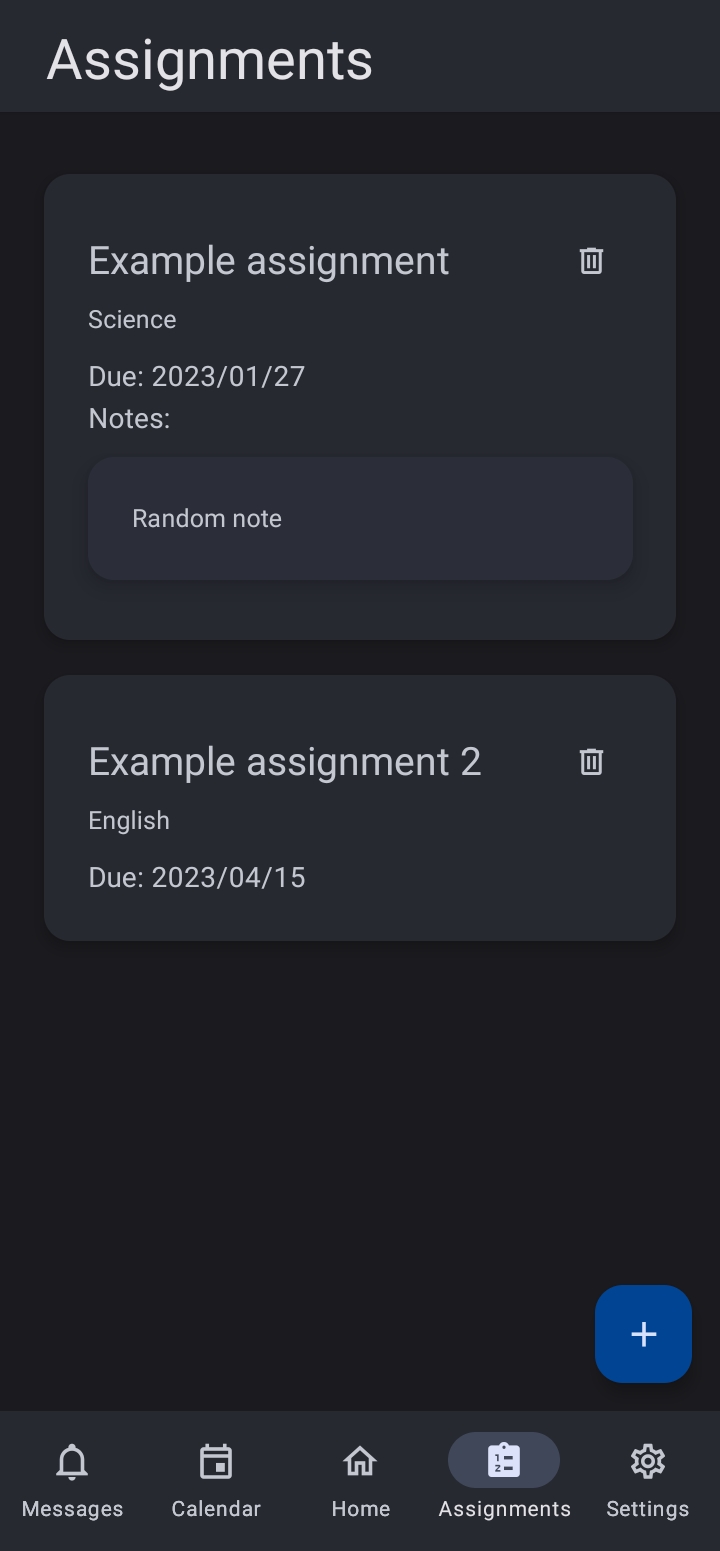 Assignments
Example assignment
Science
Due: 2023/01/27
Notes:
Random note
Example assignment 2
English
Due: 2023/04/15
Messages
Calendar
Home
Assignments
Settings